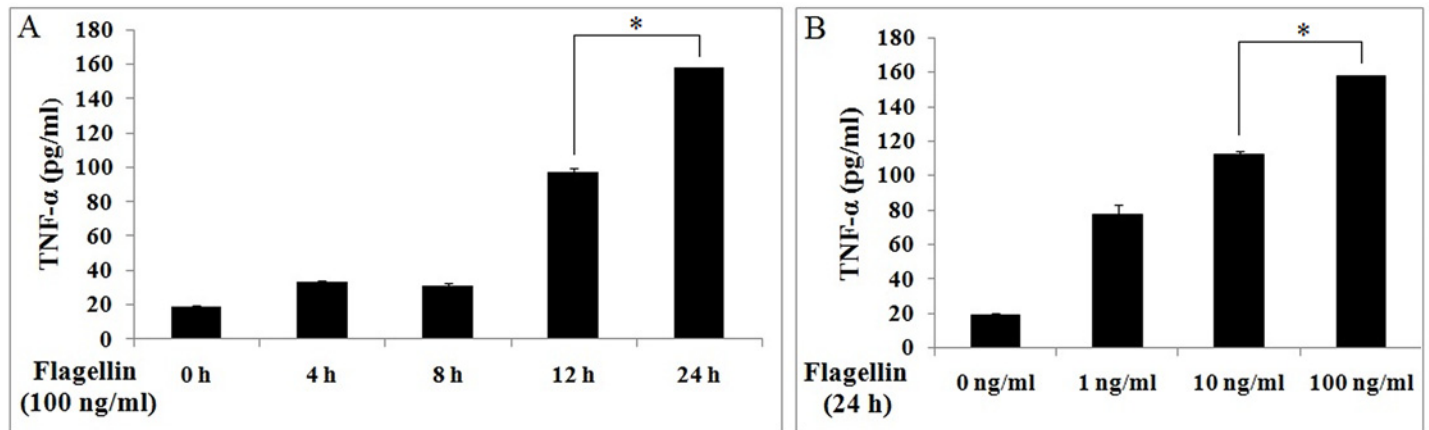 A
180
160
140
120
100
80
60
40
20
0
TNF-α (pg/ml)
*
0 h 4 h 8 h 12 h 24 h
Flagellin
(100 ng/ml)
B
180
160
140
120
100
80
60
40
20
0
TNF-α (pg/ml)
*
0 ng/ml 1 ng/ml 10 ng/ml 100 ng/ml
Flagellin
(24 h)